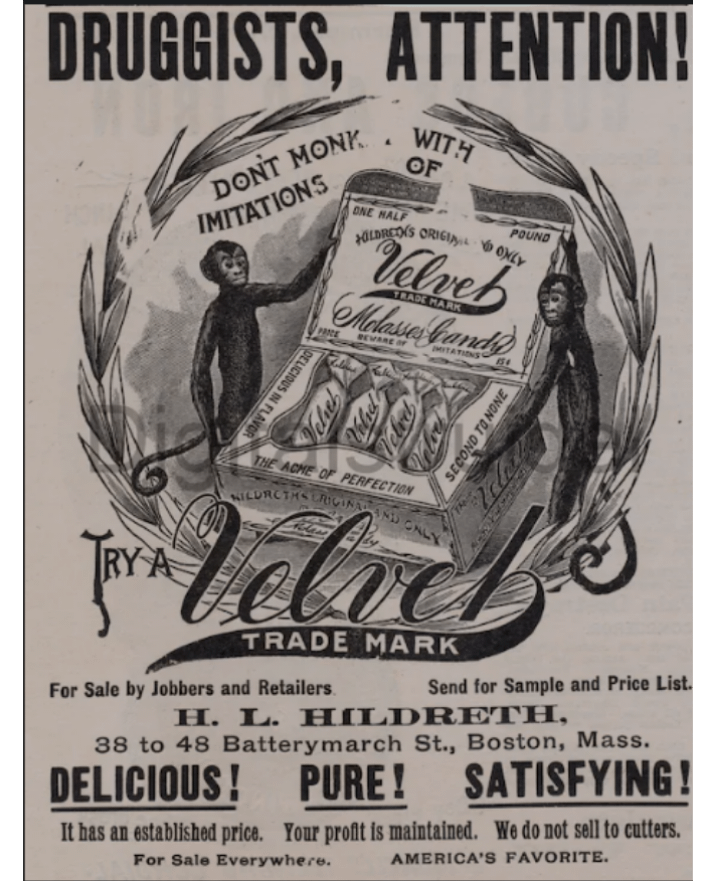 DRUGGISTS, ATTENTION!
DON'T MONK WITH
IMITATIONS OF
ONE HALF POUND
HILDRETH'S ORIGINAL ONLY
Velvet
TRADE MARK
Molasses Candy
PRICE BEWARE OF IMITATIONS 15¢
DELICIOUS IN FLAVOR
Velvet Velvet Velvet Velvet
SECOND TO NONE
THE ACME OF PERFECTION
HILDRETH'S ORIGINAL AND ONLY
Velvet
TRY A Velvet
TRADE MARK
For Sale by Jobbers and Retailers. Send for Sample and Price List.
H. L. HILDRETH,
38 to 48 Batterymarch St., Boston, Mass.
DELICIOUS! PURE! SATISFYING!
It has an established price. Your profit is maintained. We do not sell to cutters.
For Sale Everywhere. AMERICA'S FAVORITE.